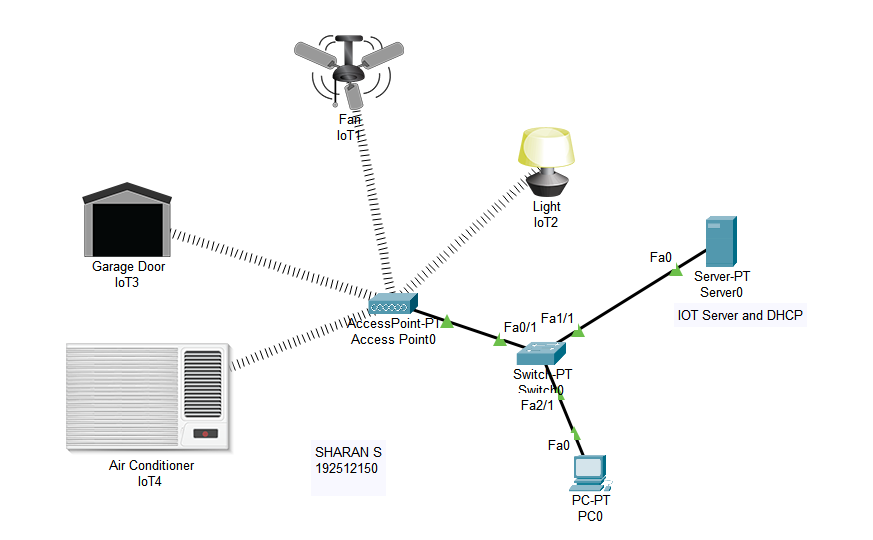 Fan
IoT1
Light
IoT2
Garage Door
IoT3
Fa0
Server-PT
Server0
IOT Server and DHCP
AccessPoint-PT
Access Point0
Fa0/1
Fa1/1
Switch-PT
Switch0
Fa2/1
Fa0
PC-PT
PC0
Air Conditioner
IoT4
SHARAN S
192512150